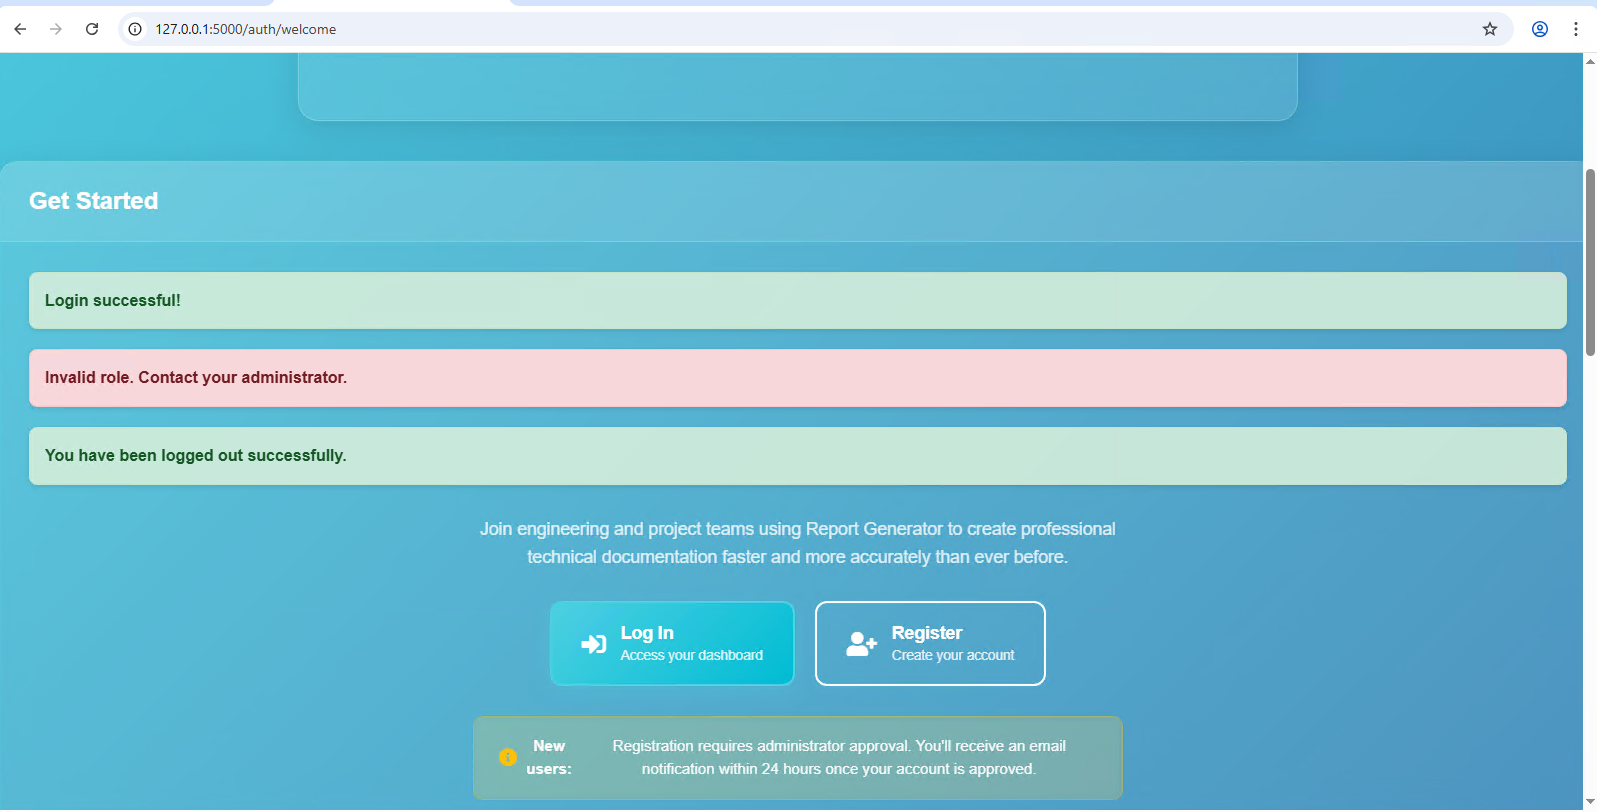 127.0.0.1:5000/auth/welcome
Get Started
Login successful!
Invalid role. Contact your administrator.
You have been logged out successfully.
Join engineering and project teams using Report Generator to create professional
technical documentation faster and more accurately than ever before.
Log In
Access your dashboard
Register
Create your account
New
users:
Registration requires administrator approval. You'll receive an email
notification within 24 hours once your account is approved.